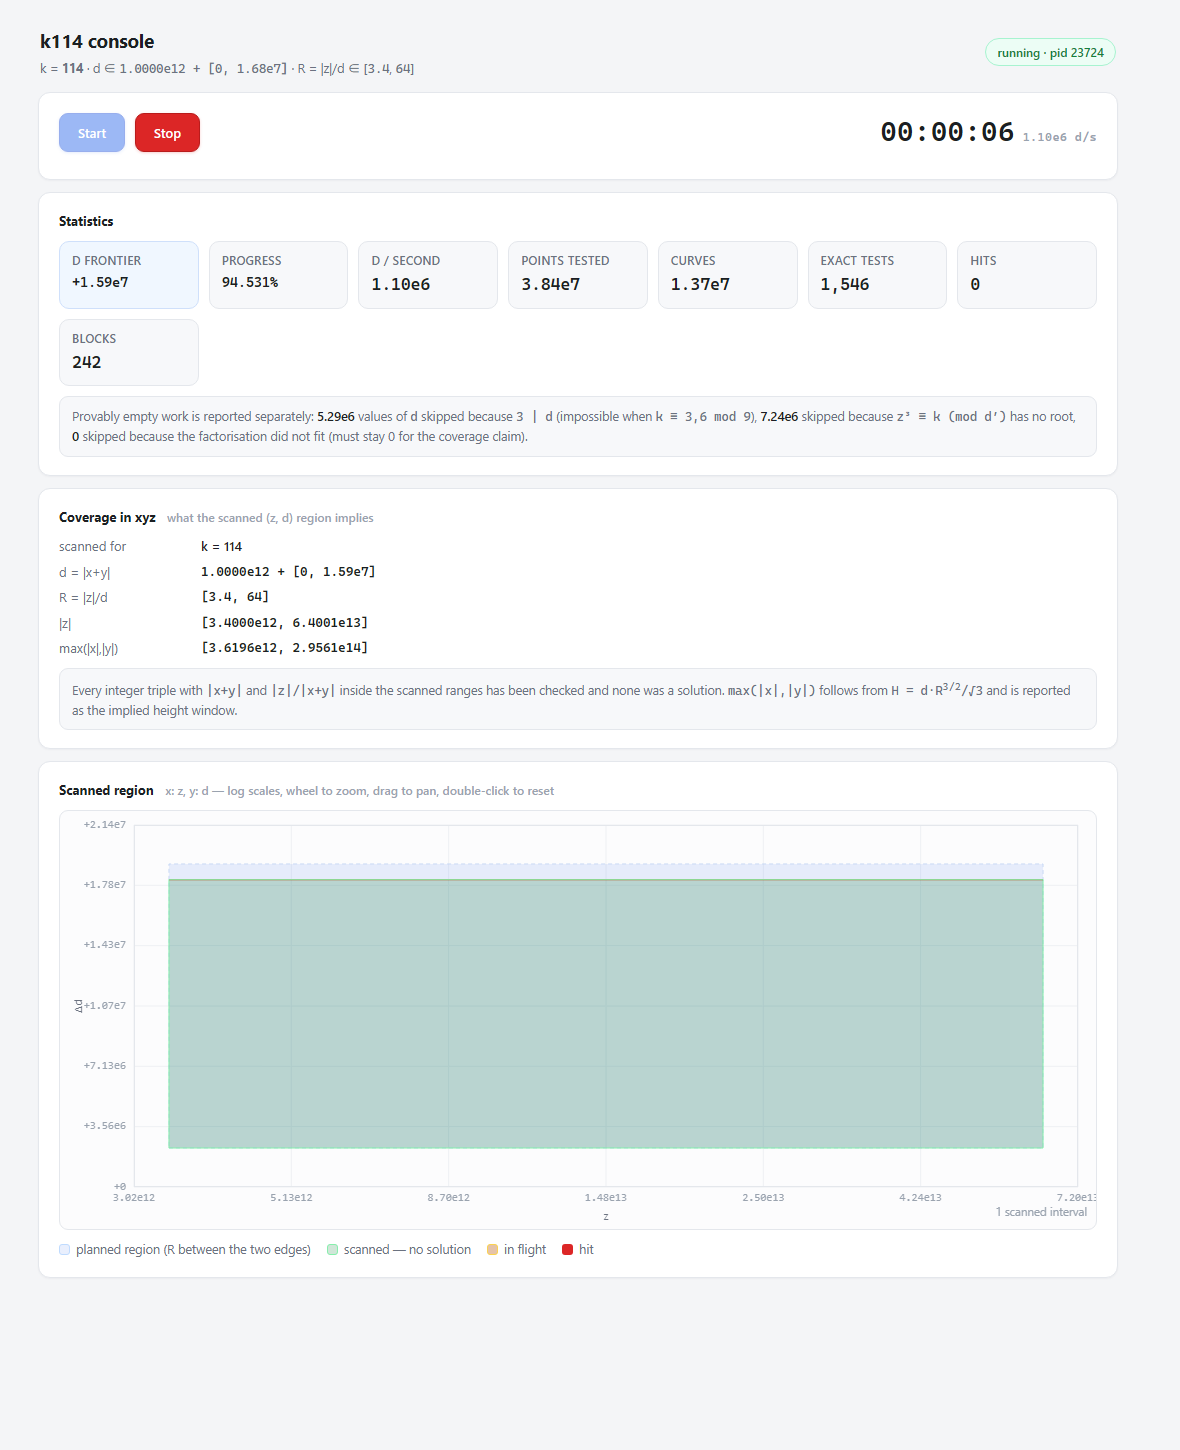 k114 console
running · pid 23724
k = 114 · d ∈ 1.0000e12 + [0, 1.68e7] · R = |z|/d ∈ [3.4, 64]
Start
Stop
00:00:06 1.10e6 d/s
Statistics
D FRONTIER
+1.59e7
PROGRESS
94.531%
D / SECOND
1.10e6
POINTS TESTED
3.84e7
CURVES
1.37e7
EXACT TESTS
1,546
HITS
0
BLOCKS
242
Provably empty work is reported separately: 5.29e6 values of d skipped because 3 | d (impossible when k ≡ 3,6 mod 9), 7.24e6 skipped because z³ ≡ k (mod d′) has no root,
0 skipped because the factorisation did not fit (must stay 0 for the coverage claim).
Coverage in xyz what the scanned (z, d) region implies
scanned for k = 114
d = |x+y| 1.0000e12 + [0, 1.59e7]
R = |z|/d [3.4, 64]
|z| [3.4000e12, 6.4001e13]
max(|x|,|y|) [3.6196e12, 2.9561e14]
Every integer triple with |x+y| and |z|/|x+y| inside the scanned ranges has been checked and none was a solution. max(|x|,|y|) follows from H = d·R^3/2/√3 and is reported
as the implied height window.
Scanned region x: z, y: d — log scales, wheel to zoom, drag to pan, double-click to reset
+2.14e7
+1.78e7
+1.43e7
Δd
+1.07e7
+7.13e6
+3.56e6
+0
3.02e12 5.13e12 8.70e12 1.48e13 2.50e13 4.24e13 7.20e13
z
1 scanned interval
planned region (R between the two edges) scanned — no solution in flight hit